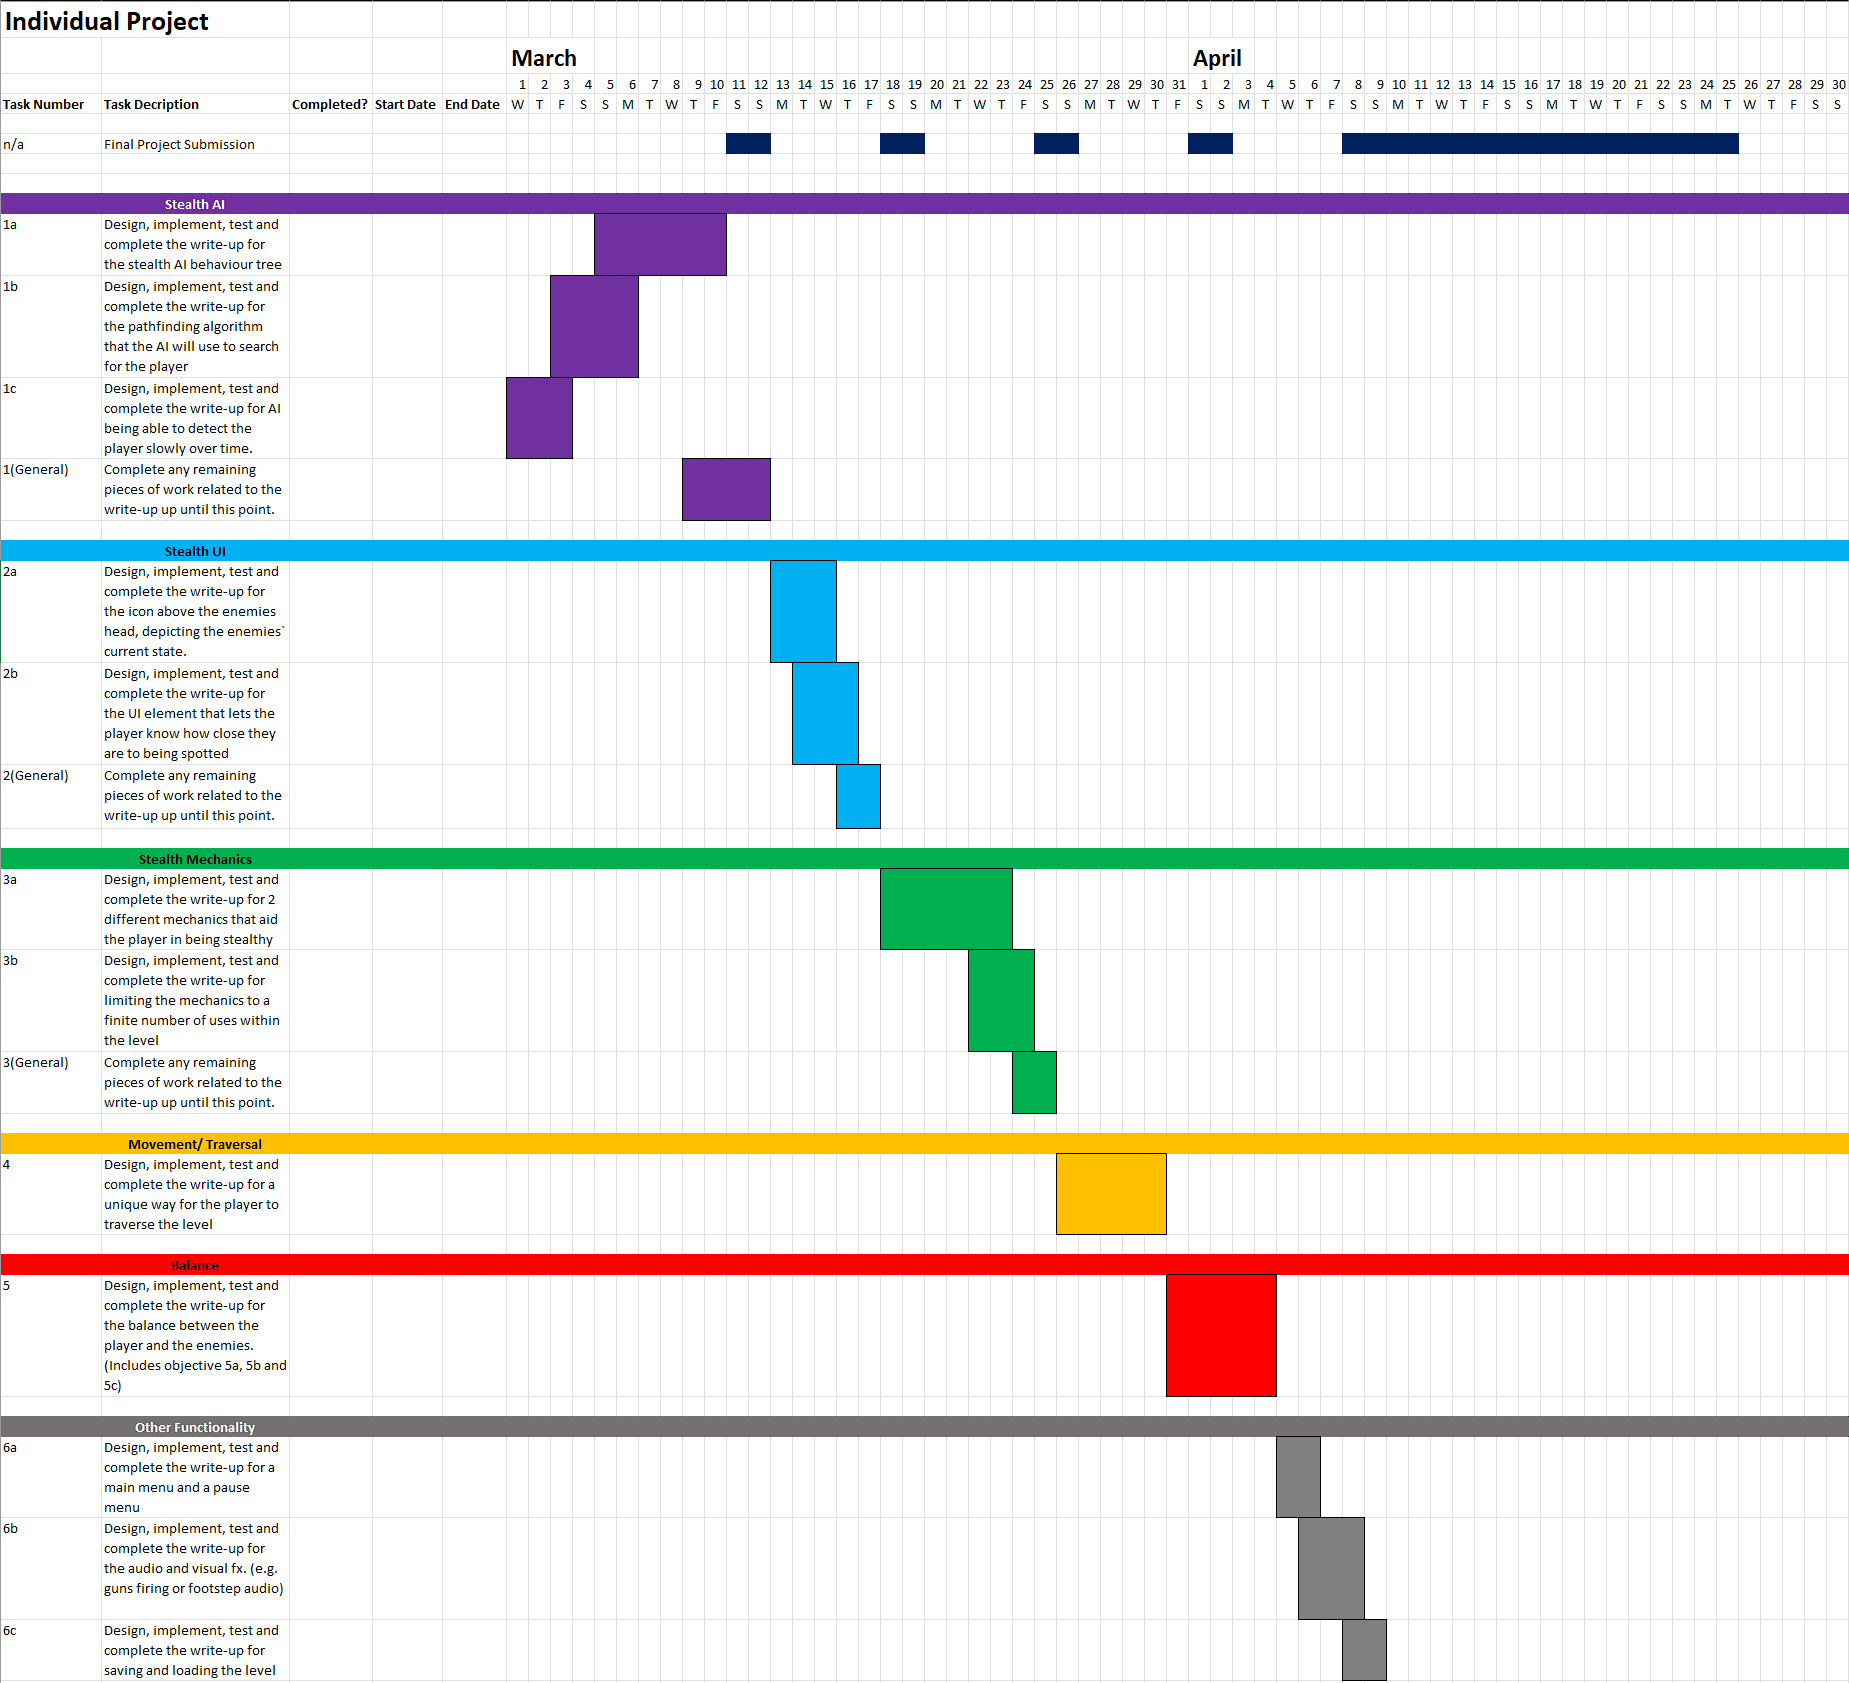 Individual Project
March April
1 2 3 4 5 6 7 8 9 10 11 12 13 14 15 16 17 18 19 20 21 22 23 24 25 26 27 28 29 30 31 1 2 3 4 5 6 7 8 9 10 11 12 13 14 15 16 17 18 19 20 21 22 23 24 25 26 27 28 29 30
Task Number Task Decription Completed? Start Date End Date W T F S S M T W T F S S M T W T F S S M T W T F S S M T W T F S S M T W T F S S M T W T F S S M T W T F S S M T W T F S S
n/a Final Project Submission
Stealth AI
1a Design, implement, test and
complete the write-up for
the stealth AI behaviour tree
1b Design, implement, test and
complete the write-up for
the pathfinding algorithm
that the AI will use to search
for the player
1c Design, implement, test and
complete the write-up for AI
being able to detect the
player slowly over time.
1(General) Complete any remaining
pieces of work related to the
write-up up until this point.
Stealth UI
2a Design, implement, test and
complete the write-up for
the icon above the enemies
head, depicting the enemies`
current state.
2b Design, implement, test and
complete the write-up for
the UI element that lets the
player know how close they
are to being spotted
2(General) Complete any remaining
pieces of work related to the
write-up up until this point.
Stealth Mechanics
3a Design, implement, test and
complete the write-up for 2
different mechanics that aid
the player in being stealthy
3b Design, implement, test and
complete the write-up for
limiting the mechanics to a
finite number of uses within
the level
3(General) Complete any remaining
pieces of work related to the
write-up up until this point.
Movement/ Traversal
4 Design, implement, test and
complete the write-up for a
unique way for the player to
traverse the level
Balance
5 Design, implement, test and
complete the write-up for
the balance between the
player and the enemies.
(Includes objective 5a, 5b and
5c)
Other Functionality
6a Design, implement, test and
complete the write-up for a
main menu and a pause
menu
6b Design, implement, test and
complete the write-up for
the audio and visual fx. (e.g.
guns firing or footstep audio)
6c Design, implement, test and
complete the write-up for
saving and loading the level